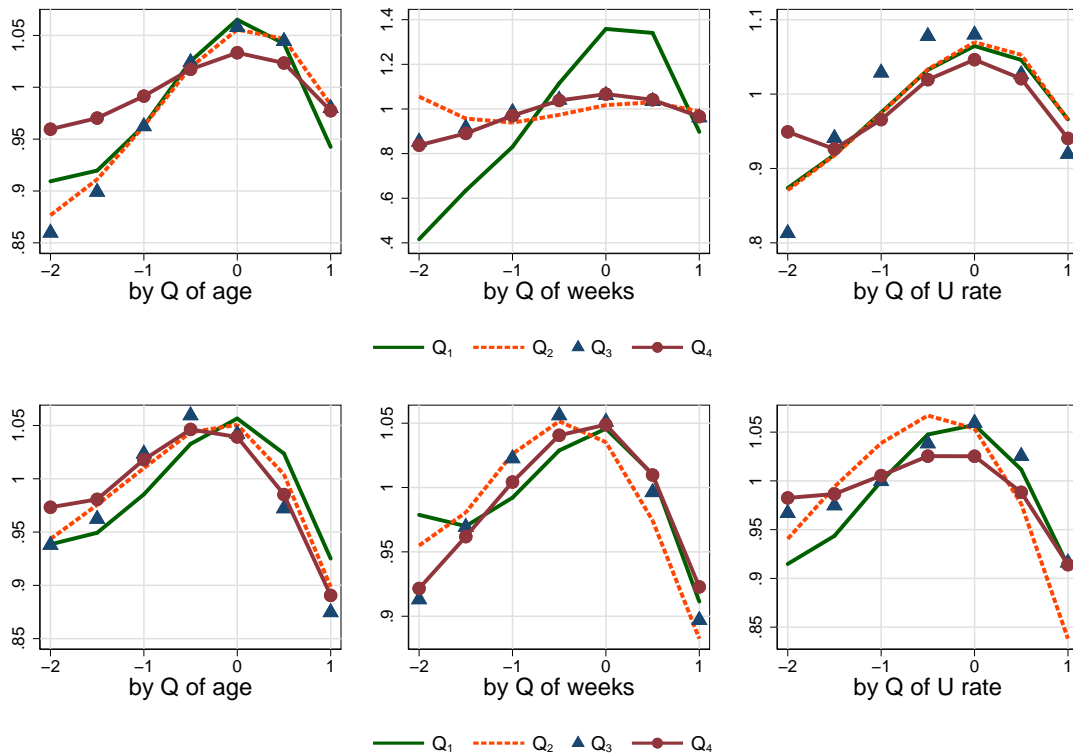 1.05
1
.95
.9
.85
−2 −1 0 1
by Q of age
1.4
1.2
1
.8
.6
.4
−2 −1 0 1
by Q of weeks
1.1
1
.9
.8
−2 −1 0 1
by Q of U rate
Q₁ Q₂ Q₃ Q₄
1.05
1
.95
.9
.85
−2 −1 0 1
by Q of age
1.05
1
.95
.9
−2 −1 0 1
by Q of weeks
1.05
1
.95
.9
.85
−2 −1 0 1
by Q of U rate
Q₁ Q₂ Q₃ Q₄